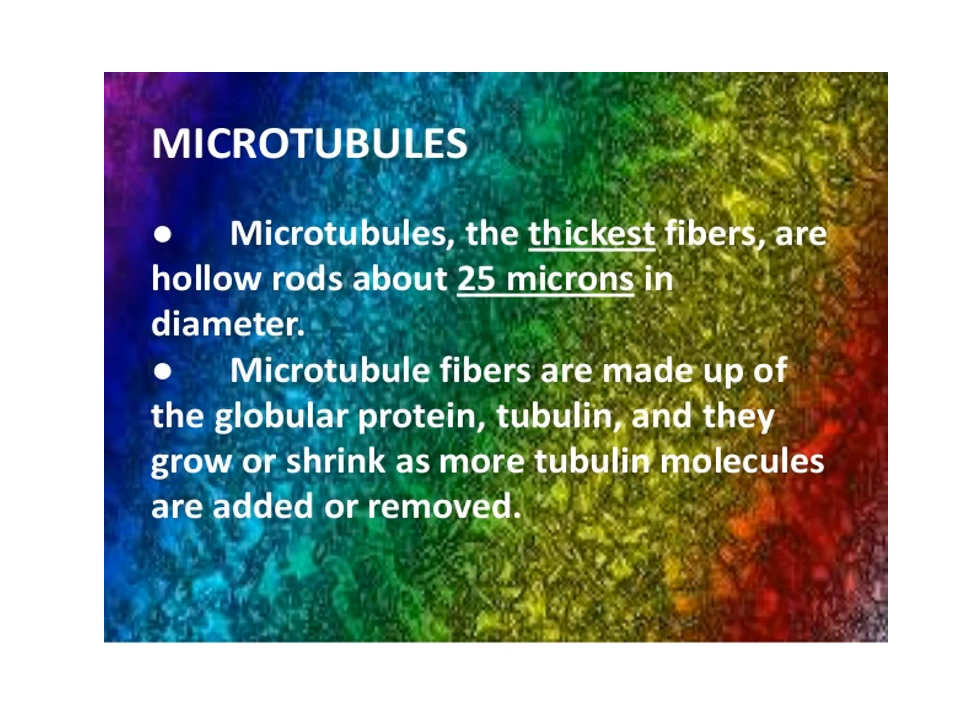 MICROTUBULES
● Microtubules, the thickest fibers, are
hollow rods about 25 microns in
diameter.
● Microtubule fibers are made up of
the globular protein, tubulin, and they
grow or shrink as more tubulin molecules
are added or removed.